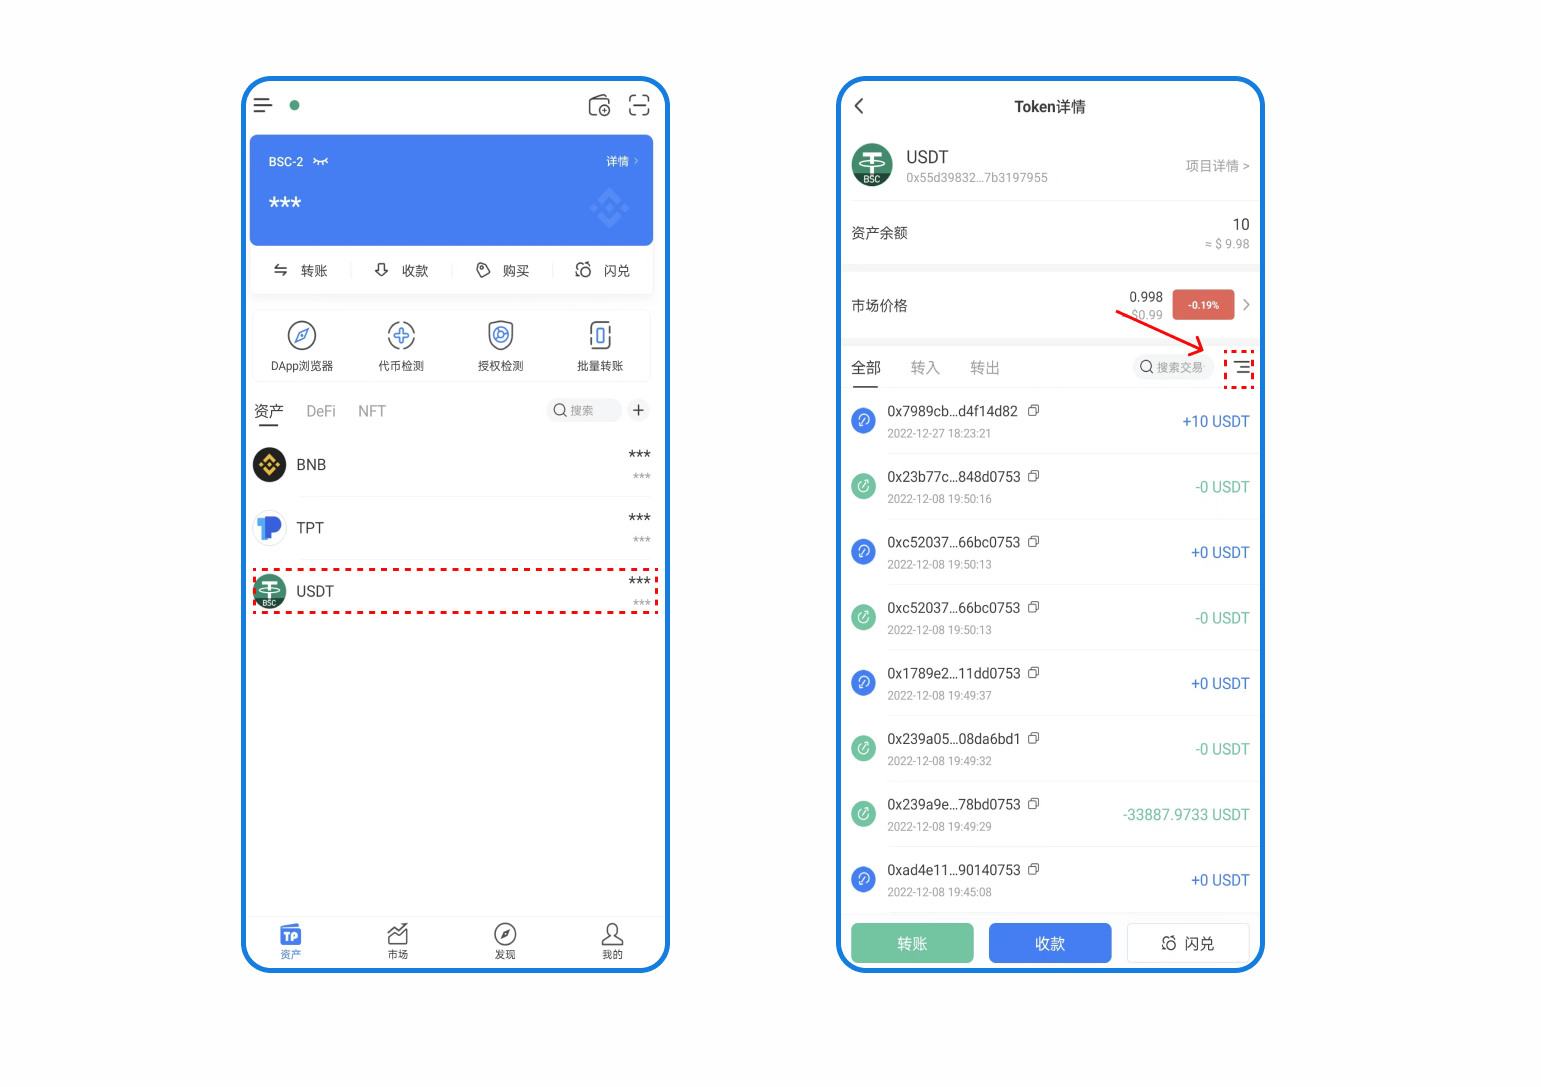 BSC-2
详情 >
***
转账
收款
购买
闪兑
DApp浏览器
代币检测
授权检测
批量转账
资产
DeFi
NFT
搜索
BNB
***
***
TPT
***
***
USDT
***
***
BSC
TP
资产
市场
发现
我的
Token详情
BSC
USDT
0x55d39832...7b3197955
项目详情 >
资产余额
10
≈ $ 9.98
市场价格
0.998
$0.99
-0.19%
全部
转入
转出
搜索交易
0x7989cb...d4f14d82
2022-12-27 18:23:21
+10 USDT
0x23b77c...848d0753
2022-12-08 19:50:16
-0 USDT
0xc52037...66bc0753
2022-12-08 19:50:13
+0 USDT
0xc52037...66bc0753
2022-12-08 19:50:13
-0 USDT
0x1789e2...11dd0753
2022-12-08 19:49:37
+0 USDT
0x239a05...08da6bd1
2022-12-08 19:49:32
-0 USDT
0x239a9e...78bd0753
2022-12-08 19:49:29
-33887.9733 USDT
0xad4e11...90140753
2022-12-08 19:45:08
+0 USDT
转账
收款
闪兑